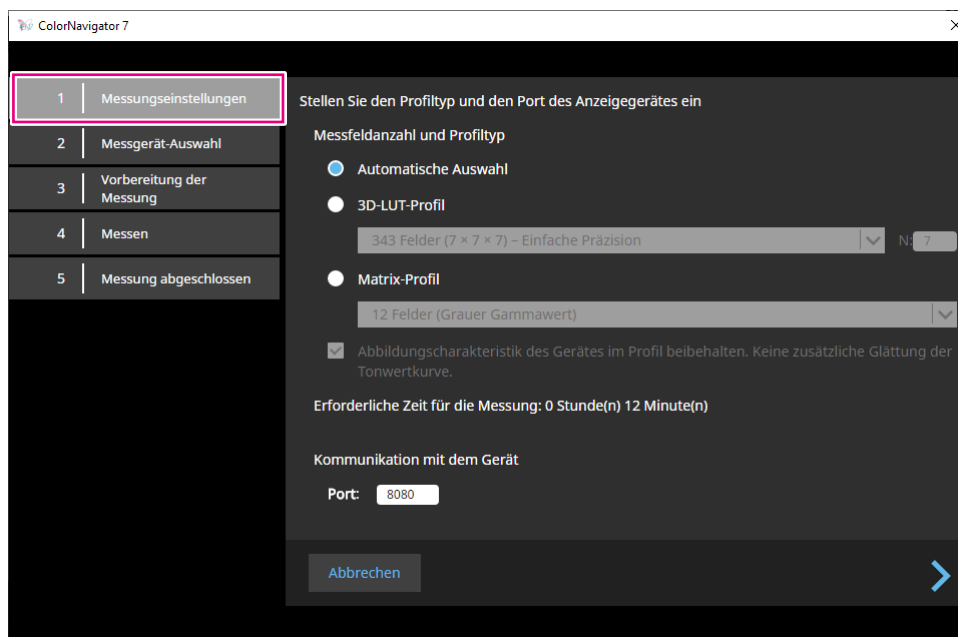 ColorNavigator 7
1 Messungseinstellungen
2 Messgerät-Auswahl
3 Vorbereitung der
Messung
4 Messen
5 Messung abgeschlossen
Stellen Sie den Profiltyp und den Port des Anzeigegerätes ein
Messfeldanzahl und Profiltyp
Automatische Auswahl
3D-LUT-Profil
343 Felder (7 × 7 × 7) – Einfache Präzision N: 7
Matrix-Profil
12 Felder (Grauer Gammawert)
Abbildungscharakteristik des Gerätes im Profil beibehalten. Keine zusätzliche Glättung der
Tonwertkurve.
Erforderliche Zeit für die Messung: 0 Stunde(n) 12 Minute(n)
Kommunikation mit dem Gerät
Port: 8080
Abbrechen